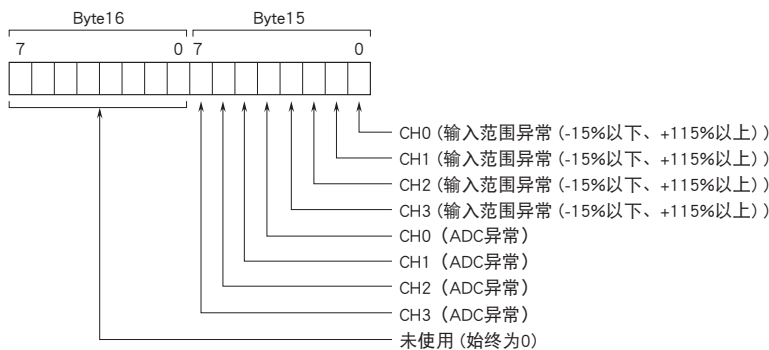 Byte16 Byte15
7 0 7 0
CH0 (输入范围异常 (-15%以下、+115%以上) )
CH1 (输入范围异常 (-15%以下、+115%以上) )
CH2 (输入范围异常 (-15%以下、+115%以上) )
CH3 (输入范围异常 (-15%以下、+115%以上) )
CH0（ADC异常）
CH1（ADC异常）
CH2（ADC异常）
CH3（ADC异常）
未使用 (始终为0)